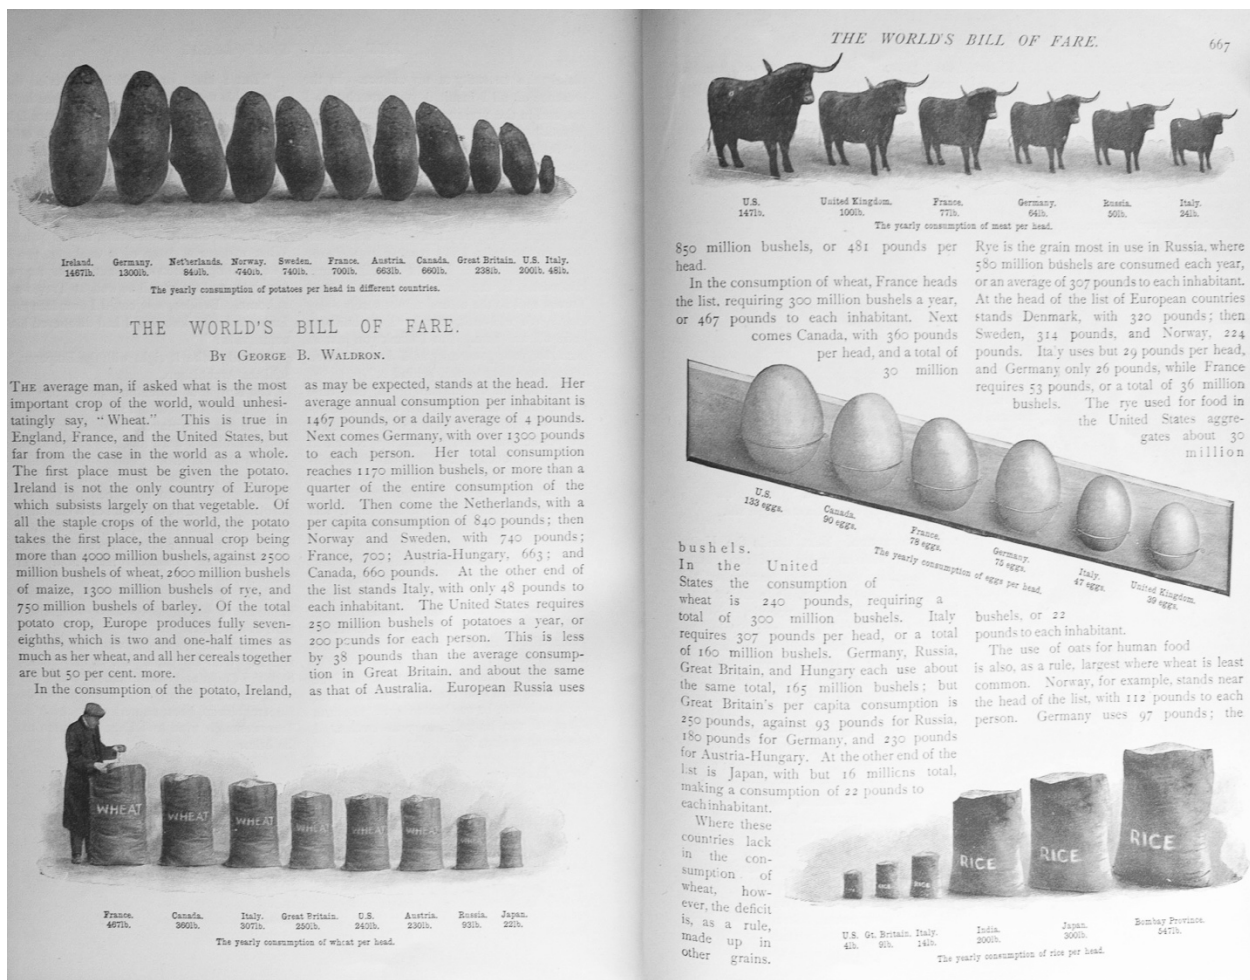 Ireland. Germany. Netherlands. Norway. Sweden. France. Austria. Canada. Great Britain. U.S. Italy.
1467lb. 1300lb. 840lb. 740lb. 740lb. 700lb. 663lb. 660lb. 238lb. 200lb. 48lb.
The yearly consumption of potatoes per head in different countries.
THE WORLD'S BILL OF FARE.
BY GEORGE B. WALDRON.
THE average man, if asked what is the most
important crop of the world, would unhesi-
tatingly say, "Wheat." This is true in
England, France, and the United States, but
far from the case in the world as a whole.
The first place must be given the potato.
Ireland is not the only country of Europe
which subsists largely on that vegetable. Of
all the staple crops of the world, the potato
takes the first place, the annual crop being
more than 4000 million bushels, against 2500
million bushels of wheat, 2600 million bushels
of maize, 1300 million bushels of rye, and
750 million bushels of barley. Of the total
potato crop, Europe produces fully seven-
eighths, which is two and one-half times as
much as her wheat, and all her cereals together
are but 50 per cent. more.
In the consumption of the potato, Ireland,
as may be expected, stands at the head. Her
average annual consumption per inhabitant is
1467 pounds, or a daily average of 4 pounds.
Next comes Germany, with over 1300 pounds
to each person. Her total consumption
reaches 1170 million bushels, or more than a
quarter of the entire consumption of the
world. Then come the Netherlands, with a
per capita consumption of 840 pounds; then
Norway and Sweden, with 740 pounds;
France, 700; Austria-Hungary, 663; and
Canada, 660 pounds. At the other end of
the list stands Italy, with only 48 pounds to
each inhabitant. The United States requires
250 million bushels of potatoes a year, or
200 pounds for each person. This is less
by 38 pounds than the average consump-
tion in Great Britain, and about the same
as that of Australia. European Russia uses
WHEAT WHEAT WHEAT WHEAT WHEAT WHEAT
France. Canada. Italy. Great Britain. U.S. Austria. Russia. Japan.
467lb. 360lb. 307lb. 250lb. 240lb. 230lb. 93lb. 22lb.
The yearly consumption of wheat per head.
THE WORLD'S BILL OF FARE. 667
U.S. United Kingdom. France. Germany. Russia. Italy.
147lb. 100lb. 77lb. 64lb. 50lb. 24lb.
The yearly consumption of meat per head.
850 million bushels, or 481 pounds per
head.
In the consumption of wheat, France heads
the list, requiring 300 million bushels a year,
or 467 pounds to each inhabitant. Next
comes Canada, with 360 pounds
per head, and a total of
30 million
bushels.
In the United
States the consumption of
wheat is 240 pounds, requiring a
total of 300 million bushels. Italy
requires 307 pounds per head, or a total
of 160 million bushels. Germany, Russia,
Great Britain, and Hungary each use about
the same total, 165 million bushels; but
Great Britain's per capita consumption is
250 pounds, against 93 pounds for Russia,
180 pounds for Germany, and 230 pounds
for Austria-Hungary. At the other end of the
list is Japan, with but 16 millions total,
making a consumption of 22 pounds to
each inhabitant.
Where these
countries lack
in the con-
sumption of
wheat, how-
ever, the deficit
is, as a rule,
made up in
other grains.
Rye is the grain most in use in Russia, where
580 million bushels are consumed each year,
or an average of 307 pounds to each inhabitant.
At the head of the list of European countries
stands Denmark, with 320 pounds; then
Sweden, 314 pounds, and Norway, 224
pounds. Italy uses but 29 pounds per head,
and Germany only 26 pounds, while France
requires 53 pounds, or a total of 36 million
bushels. The rye used for food in
the United States aggre-
gates about 30
million
U.S. Canada. France. Germany. Italy. United Kingdom.
133 eggs. 90 eggs. 78 eggs. 75 eggs. 47 eggs. 39 eggs.
The yearly consumption of eggs per head.
bushels, or 22
pounds to each inhabitant.
The use of oats for human food
is also, as a rule, largest where wheat is least
common. Norway, for example, stands near
the head of the list, with 112 pounds to each
person. Germany uses 97 pounds; the
RICE RICE RICE RICE RICE
U.S. Gt. Britain. Italy. India. Japan. Bombay Province.
4lb. 9lb. 14lb. 200lb. 300lb. 547lb.
The yearly consumption of rice per head.